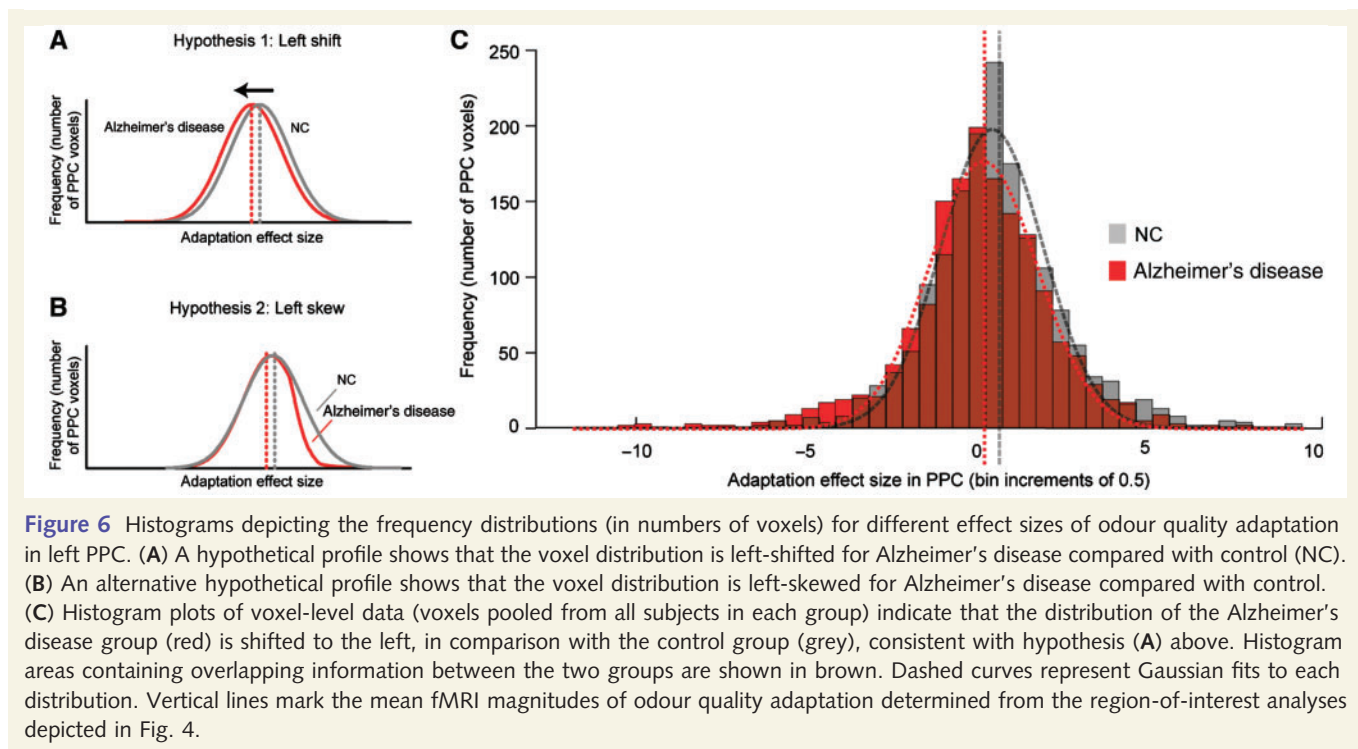 A
Hypothesis 1: Left shift
Frequency (number
of PPC voxels)
Alzheimer's disease
NC
Adaptation effect size
B
Hypothesis 2: Left skew
Frequency (number
of PPC voxels)
NC
Alzheimer's disease
Adaptation effect size
C
Frequency (number of PPC voxels)
250
200
150
100
50
0
−10
−5
0
5
10
Adaptation effect size in PPC (bin increments of 0.5)
NC
Alzheimer's disease
Figure 6 Histograms depicting the frequency distributions (in numbers of voxels) for different effect sizes of odour quality adaptation
in left PPC. (A) A hypothetical profile shows that the voxel distribution is left-shifted for Alzheimer's disease compared with control (NC).
(B) An alternative hypothetical profile shows that the voxel distribution is left-skewed for Alzheimer's disease compared with control.
(C) Histogram plots of voxel-level data (voxels pooled from all subjects in each group) indicate that the distribution of the Alzheimer's
disease group (red) is shifted to the left, in comparison with the control group (grey), consistent with hypothesis (A) above. Histogram
areas containing overlapping information between the two groups are shown in brown. Dashed curves represent Gaussian fits to each
distribution. Vertical lines mark the mean fMRI magnitudes of odour quality adaptation determined from the region-of-interest analyses
depicted in Fig. 4.